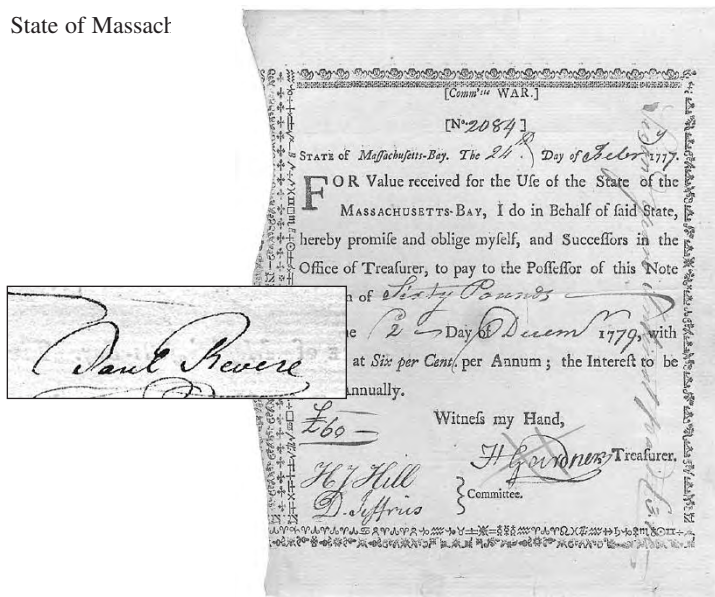 State of Massach
[Comm'tee WAR.]
[No. 2084]
STATE of Maſſachuſetts-Bay. The 24th Day of Febry 1777.
FOR Value received for the Uſe of the State of the
MASSACHUSETTS-BAY, I do in Behalf of ſaid State,
hereby promiſe and oblige myſelf, and Succeſſors in the
Office of Treaſurer, to pay to the Poſſeſſor of this Note
of Sixty Pounds
2 Day of Decem 1779, with
at Six per Cent. per Annum; the Intereſt to be
Annually.
Paul Revere
£60
Witneſs my Hand,
H Gardner Treaſurer.
H J Hill
D. Jeffries
Committee.